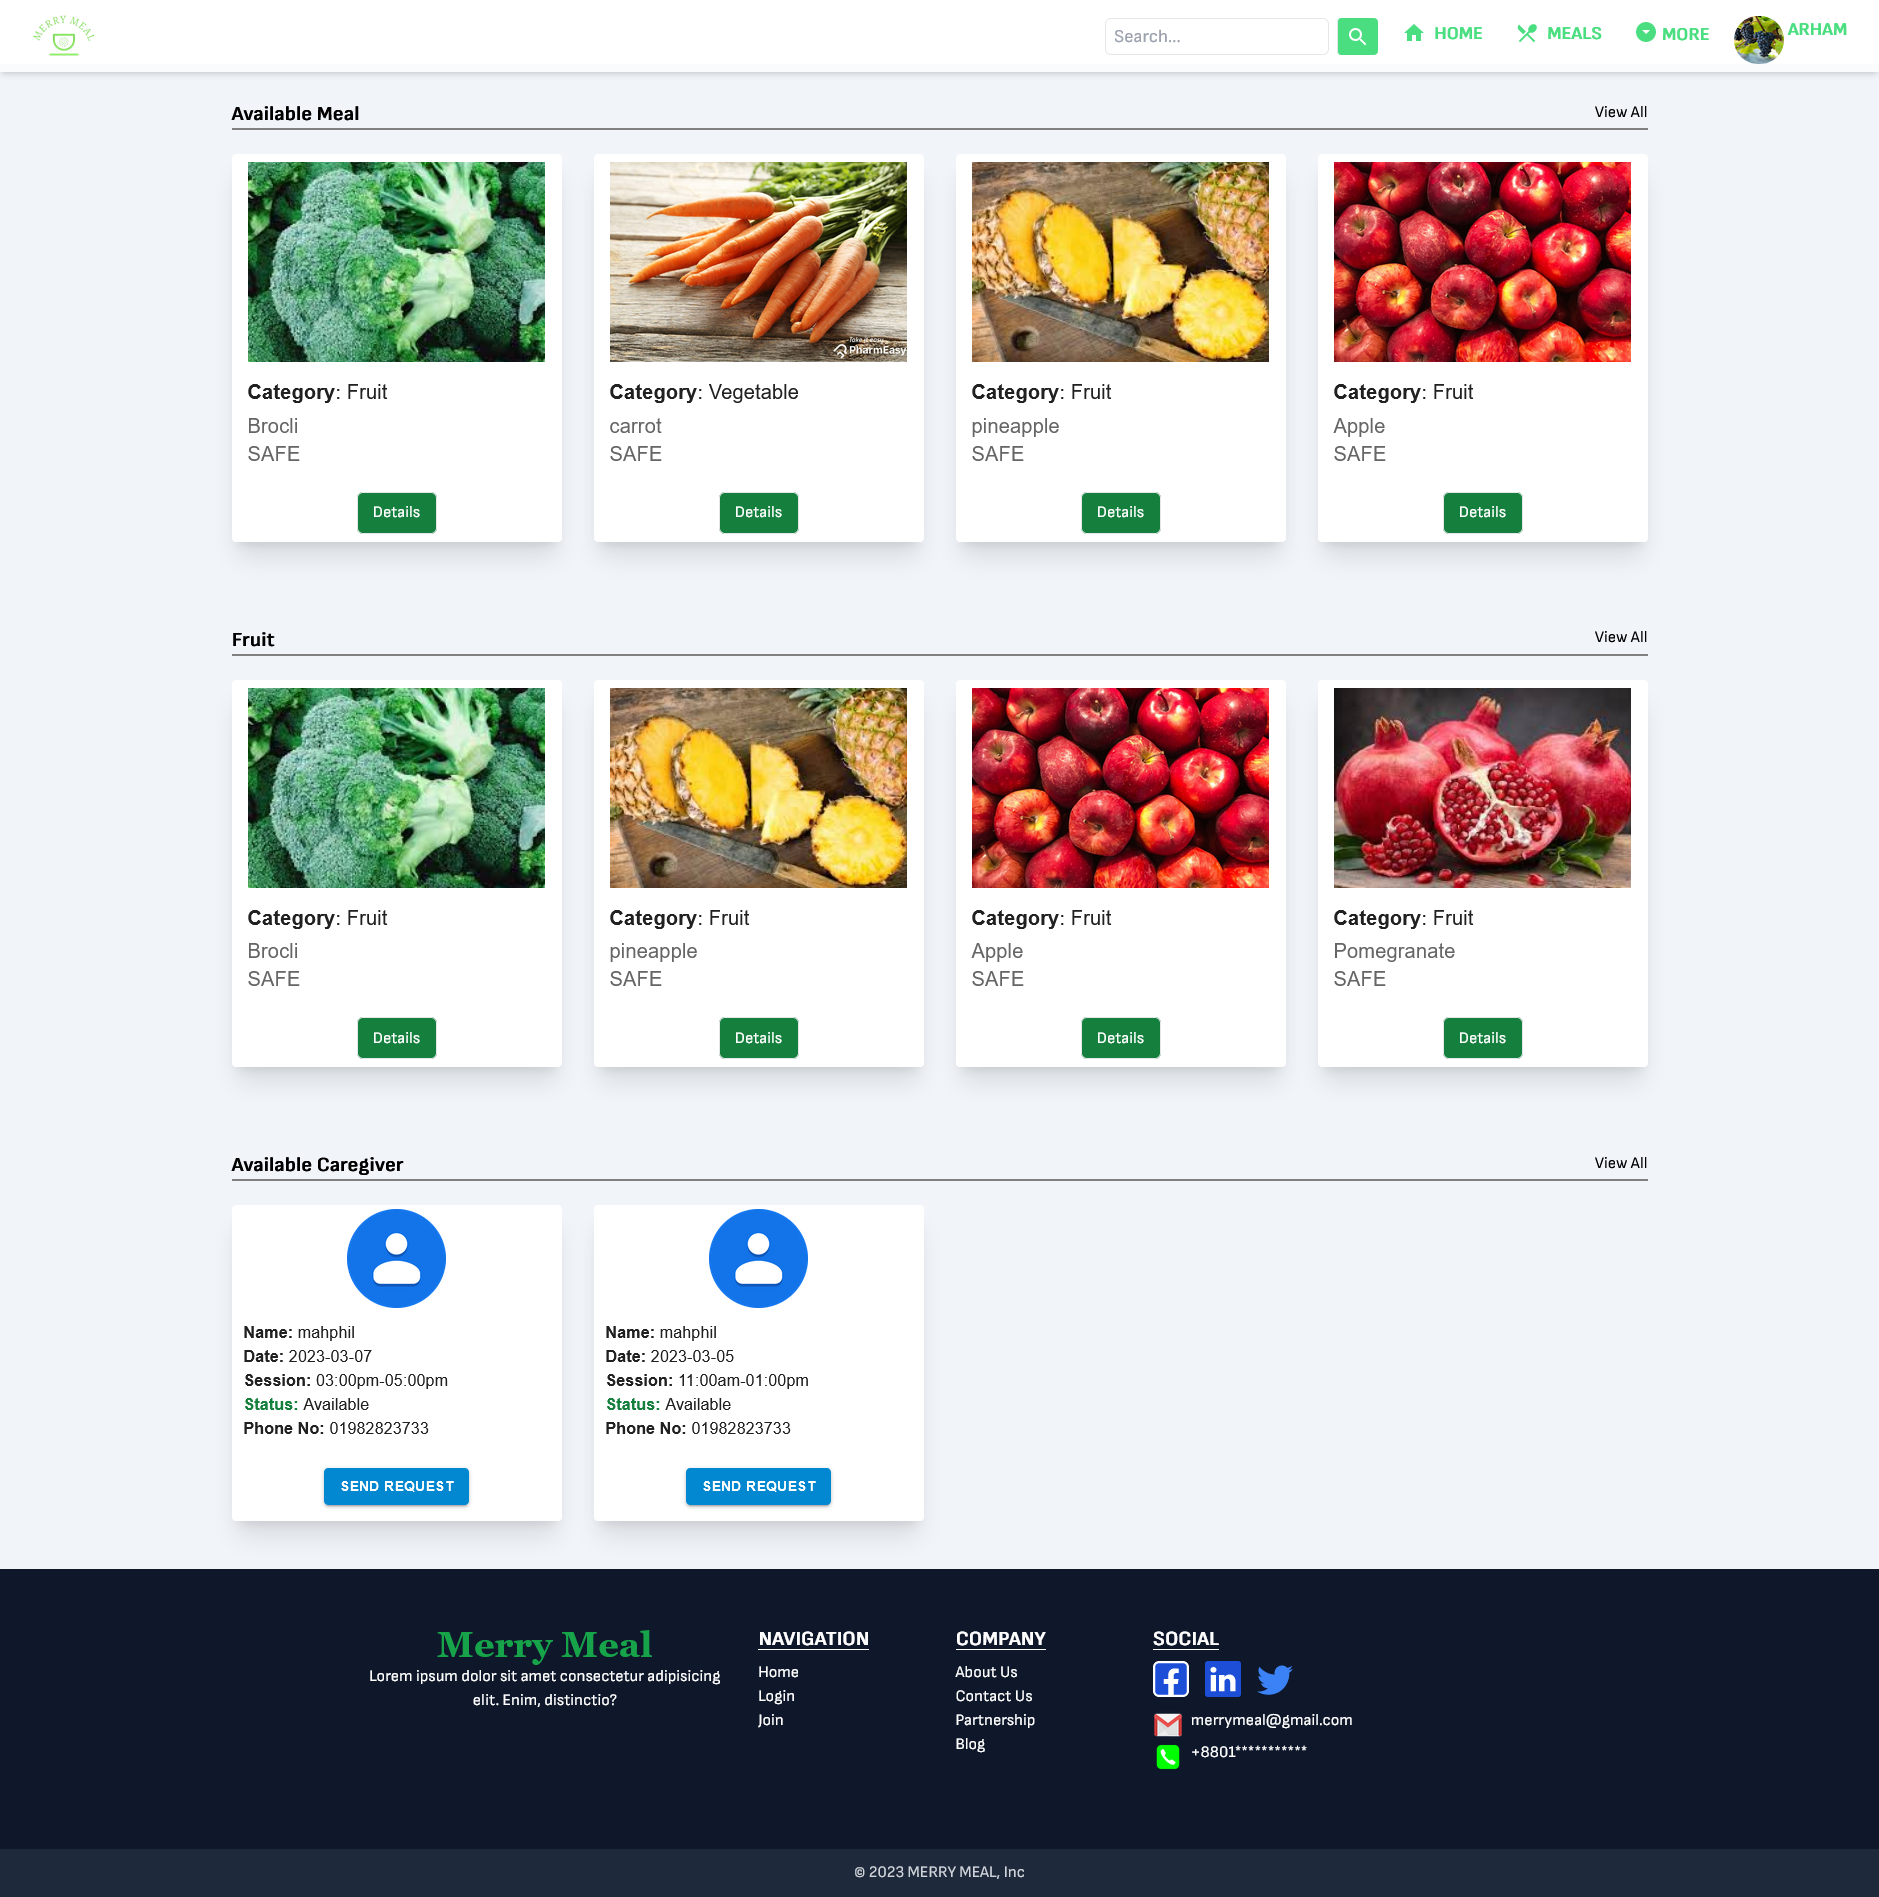 MERRY MEAL
Search...
HOME
MEALS
MORE
ARHAM
Available Meal
View All
Take it easy
PharmEasy
Category: Fruit
Brocli
SAFE
Details
Category: Vegetable
carrot
SAFE
Details
Category: Fruit
pineapple
SAFE
Details
Category: Fruit
Apple
SAFE
Details
Fruit
View All
Category: Fruit
Brocli
SAFE
Details
Category: Fruit
pineapple
SAFE
Details
Category: Fruit
Apple
SAFE
Details
Category: Fruit
Pomegranate
SAFE
Details
Available Caregiver
View All
Name: mahphil
Date: 2023-03-07
Session: 03:00pm-05:00pm
Status: Available
Phone No: 01982823733
SEND REQUEST
Name: mahphil
Date: 2023-03-05
Session: 11:00am-01:00pm
Status: Available
Phone No: 01982823733
SEND REQUEST
Merry Meal
Lorem ipsum dolor sit amet consectetur adipisicing
elit. Enim, distinctio?
NAVIGATION
Home
Login
Join
COMPANY
About Us
Contact Us
Partnership
Blog
SOCIAL
merrymeal@gmail.com
+8801***********
© 2023 MERRY MEAL, Inc